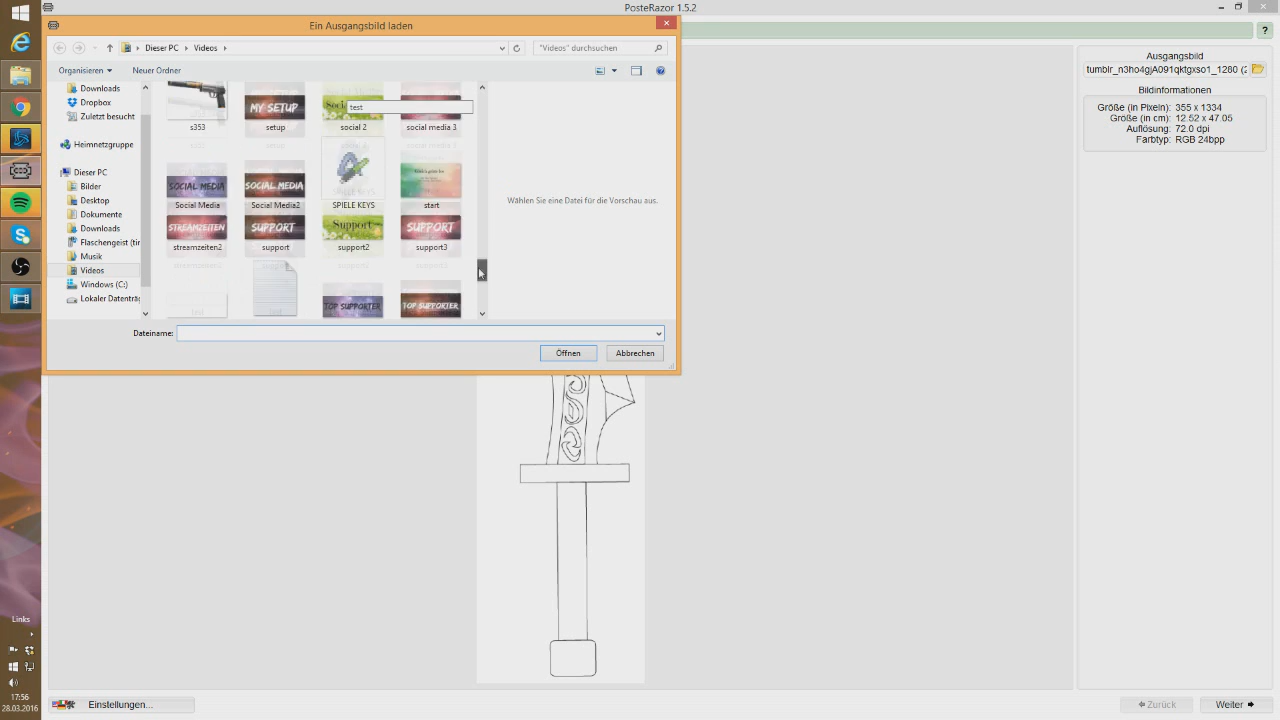 PosteRazor 1.5.2
Ein Ausgangsbild laden
Dieser PC
Videos
"Videos" durchsuchen
Organisieren
Neuer Ordner
Downloads
Dropbox
Zuletzt besucht
Heimnetzgruppe
Dieser PC
Bilder
Desktop
Dokumente
Downloads
Flaschengeist (tin
Musik
Videos
Windows (C:)
Lokaler Datenträg
MY SETUP
test
s353
setup
social 2
social media 3
SOCIAL MEDIA
SOCIAL MEDIA
Social Media
Social Media2
SPIELE KEYS
start
STREAMZEITEN
SUPPORT
Support
SUPPORT
streamzeiten2
support
support2
support3
TOP SUPPORTER
TOP SUPPORTER
Wählen Sie eine Datei für die Vorschau aus.
Dateiname:
Öffnen
Abbrechen
?
Ausgangsbild
tumblr_n3ho4gjA091qktgxso1_1280 (2
Bildinformationen
Größe (in Pixeln): 355 x 1334
Größe (in cm): 12.52 x 47.05
Auflösung: 72.0 dpi
Farbtyp: RGB 24bpp
Links
17:56
28.03.2016
Einstellungen...
Zurück
Weiter